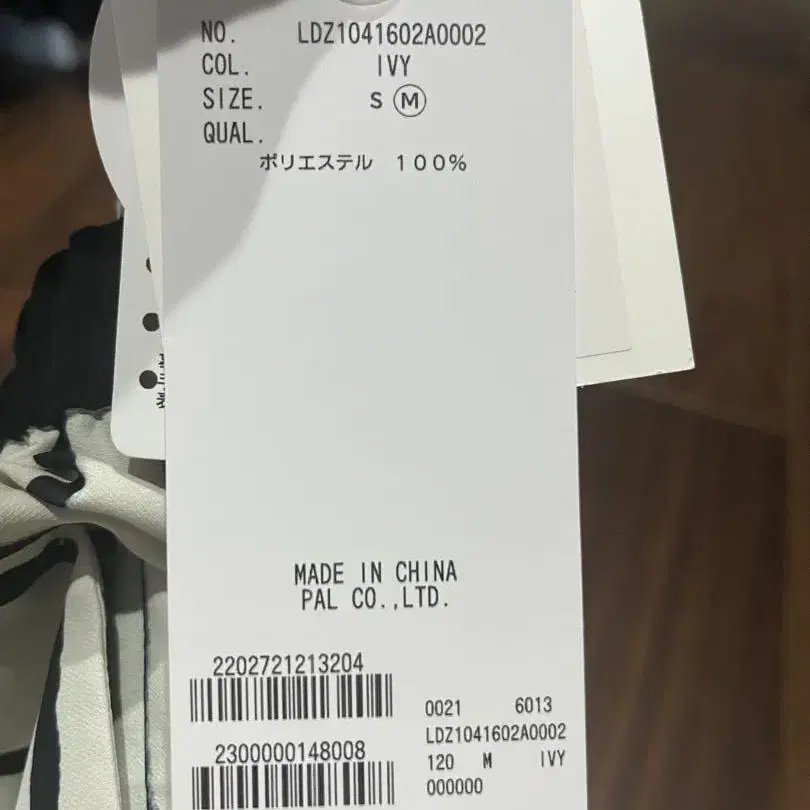 NO. LDZ1041602A0002
COL. IVY
SIZE. S M
QUAL.
ポリエステル 100%
MADE IN CHINA
PAL CO.,LTD.
2202721213204
2300000148008
0021 6013
LDZ1041602A0002
120 M IVY
000000